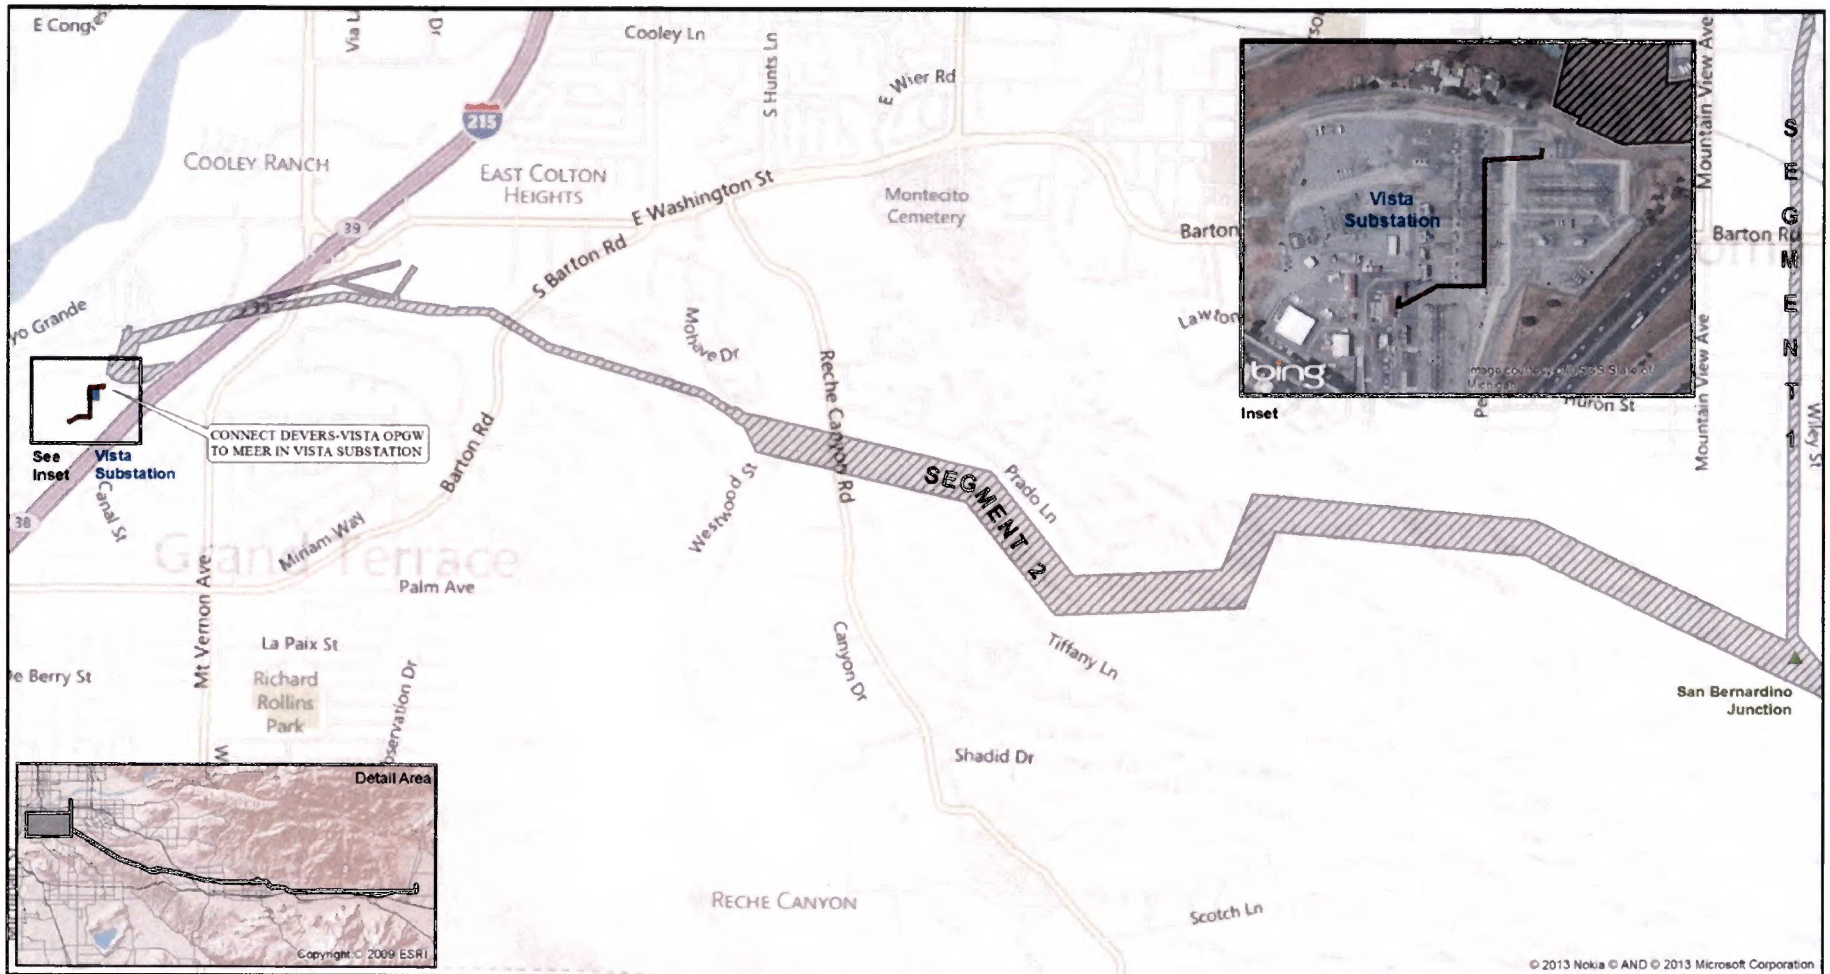 Cooley Ln
S Hunts Ln
E Wier Rd
Mountain View Ave
215
COOLEY RANCH
EAST COLTON
HEIGHTS
E Washington St
Montecito
Cemetery
39
S Barton Rd
Barton
Barton Rd
Lawton
Vista
Substation
bing
Inset
Huron St
Mountain View Ave
Wiley St
SEGMENT 1
Mohave Dr
Reche Canyon Rd
CONNECT DEVERS-VISTA OPGW
TO MEER IN VISTA SUBSTATION
See
Inset
Vista
Substation
Barton Rd
Canal St
38
Westwood St
SEGMENT 2
Prado Ln
Grand Terrace
Miriam Way
Palm Ave
Mt Vernon Ave
La Paix St
Richard
Rollins
Park
Canyon Dr
Tiffany Ln
San Bernardino
Junction
Shadid Dr
Detail Area
Copyright:© 2009 ESRI
RECHE CANYON
Scotch Ln
© 2013 Nokia © AND © 2013 Microsoft Corporation